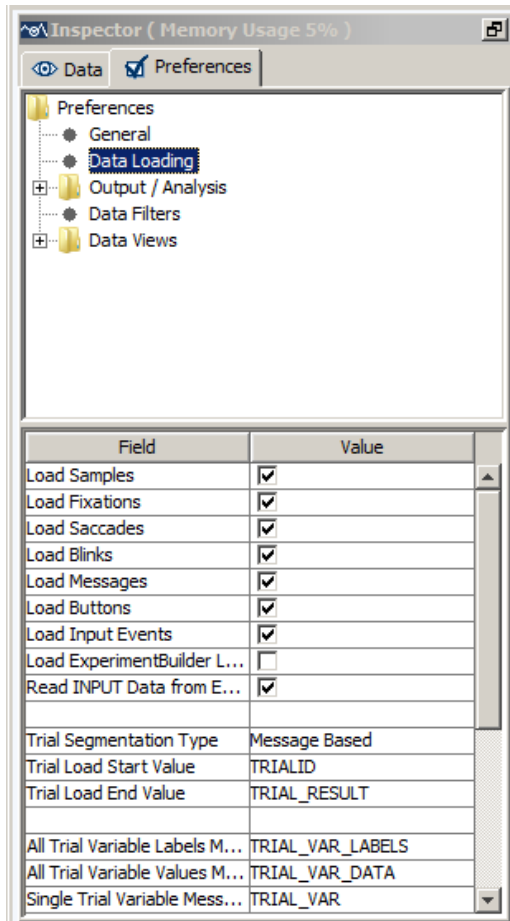 Inspector ( Memory Usage 5% )
Data Preferences
Preferences
General
Data Loading
Output / Analysis
Data Filters
Data Views
Field Value
Load Samples
Load Fixations
Load Saccades
Load Blinks
Load Messages
Load Buttons
Load Input Events
Load ExperimentBuilder L...
Read INPUT Data from E...
Trial Segmentation Type Message Based
Trial Load Start Value TRIALID
Trial Load End Value TRIAL_RESULT
All Trial Variable Labels M... TRIAL_VAR_LABELS
All Trial Variable Values M... TRIAL_VAR_DATA
Single Trial Variable Mess... TRIAL_VAR